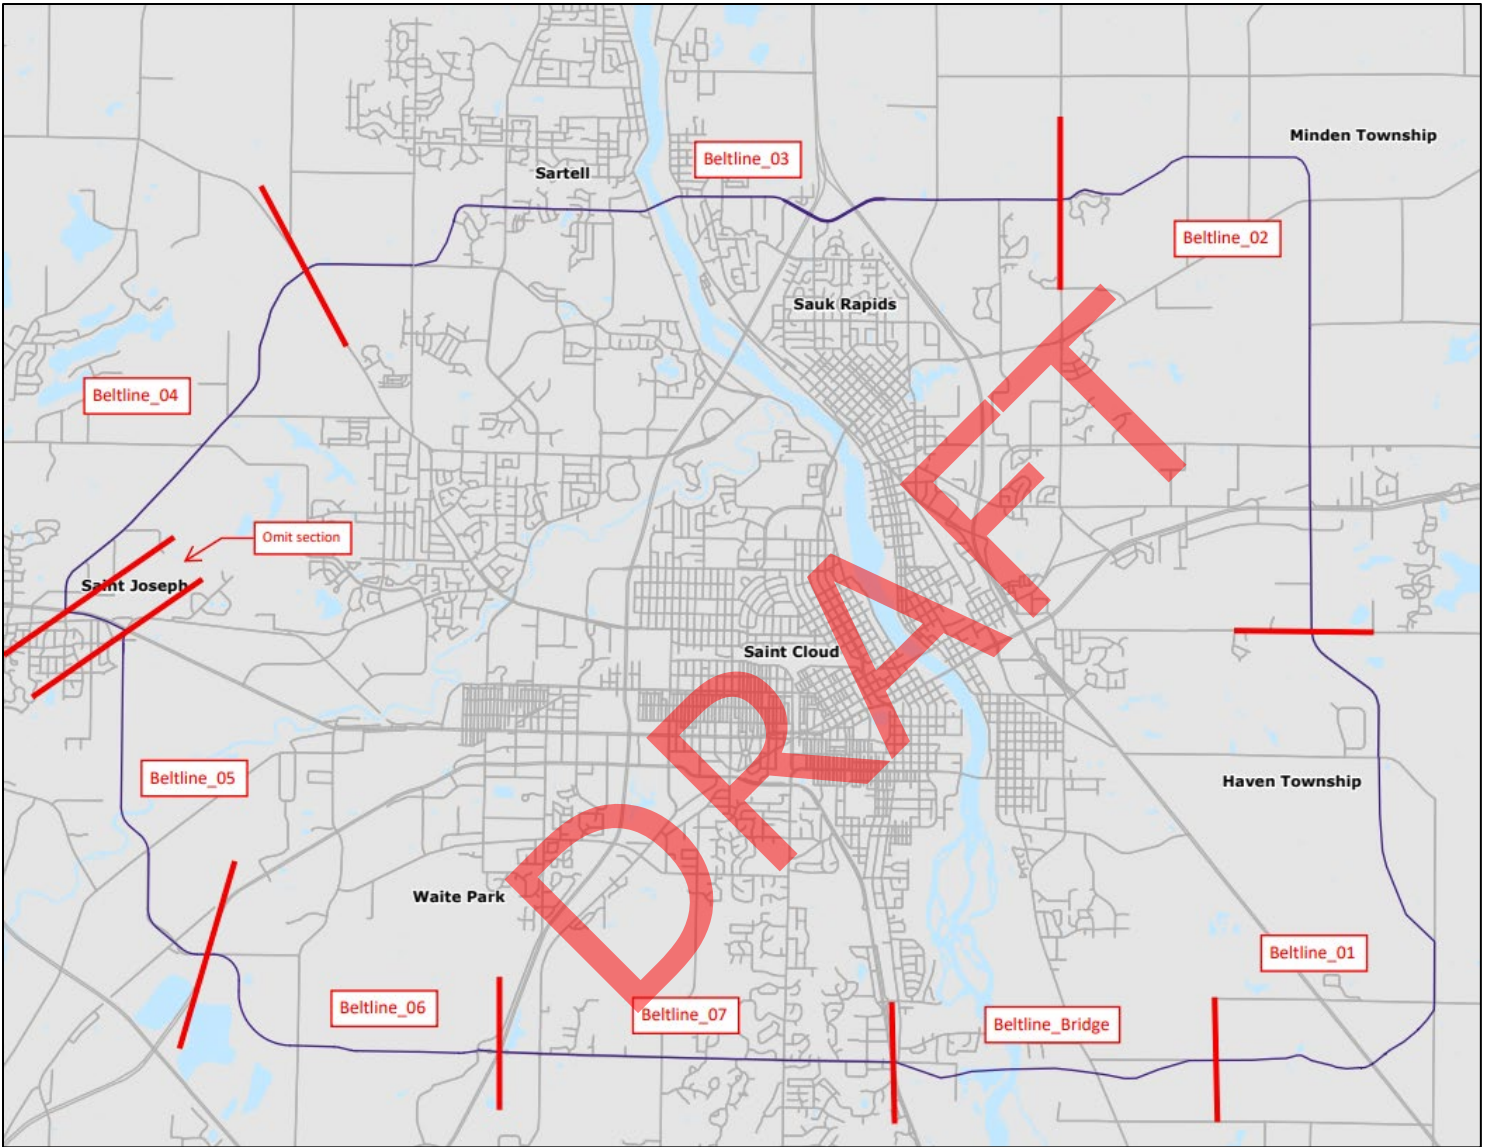 Minden Township
Beltline_03
Sartell
Beltline_02
Sauk Rapids
Beltline_04
Omit section
Saint Joseph
Saint Cloud
Beltline_05
Haven Township
Waite Park
Beltline_01
Beltline_06
Beltline_07
Beltline_Bridge
DRAFT